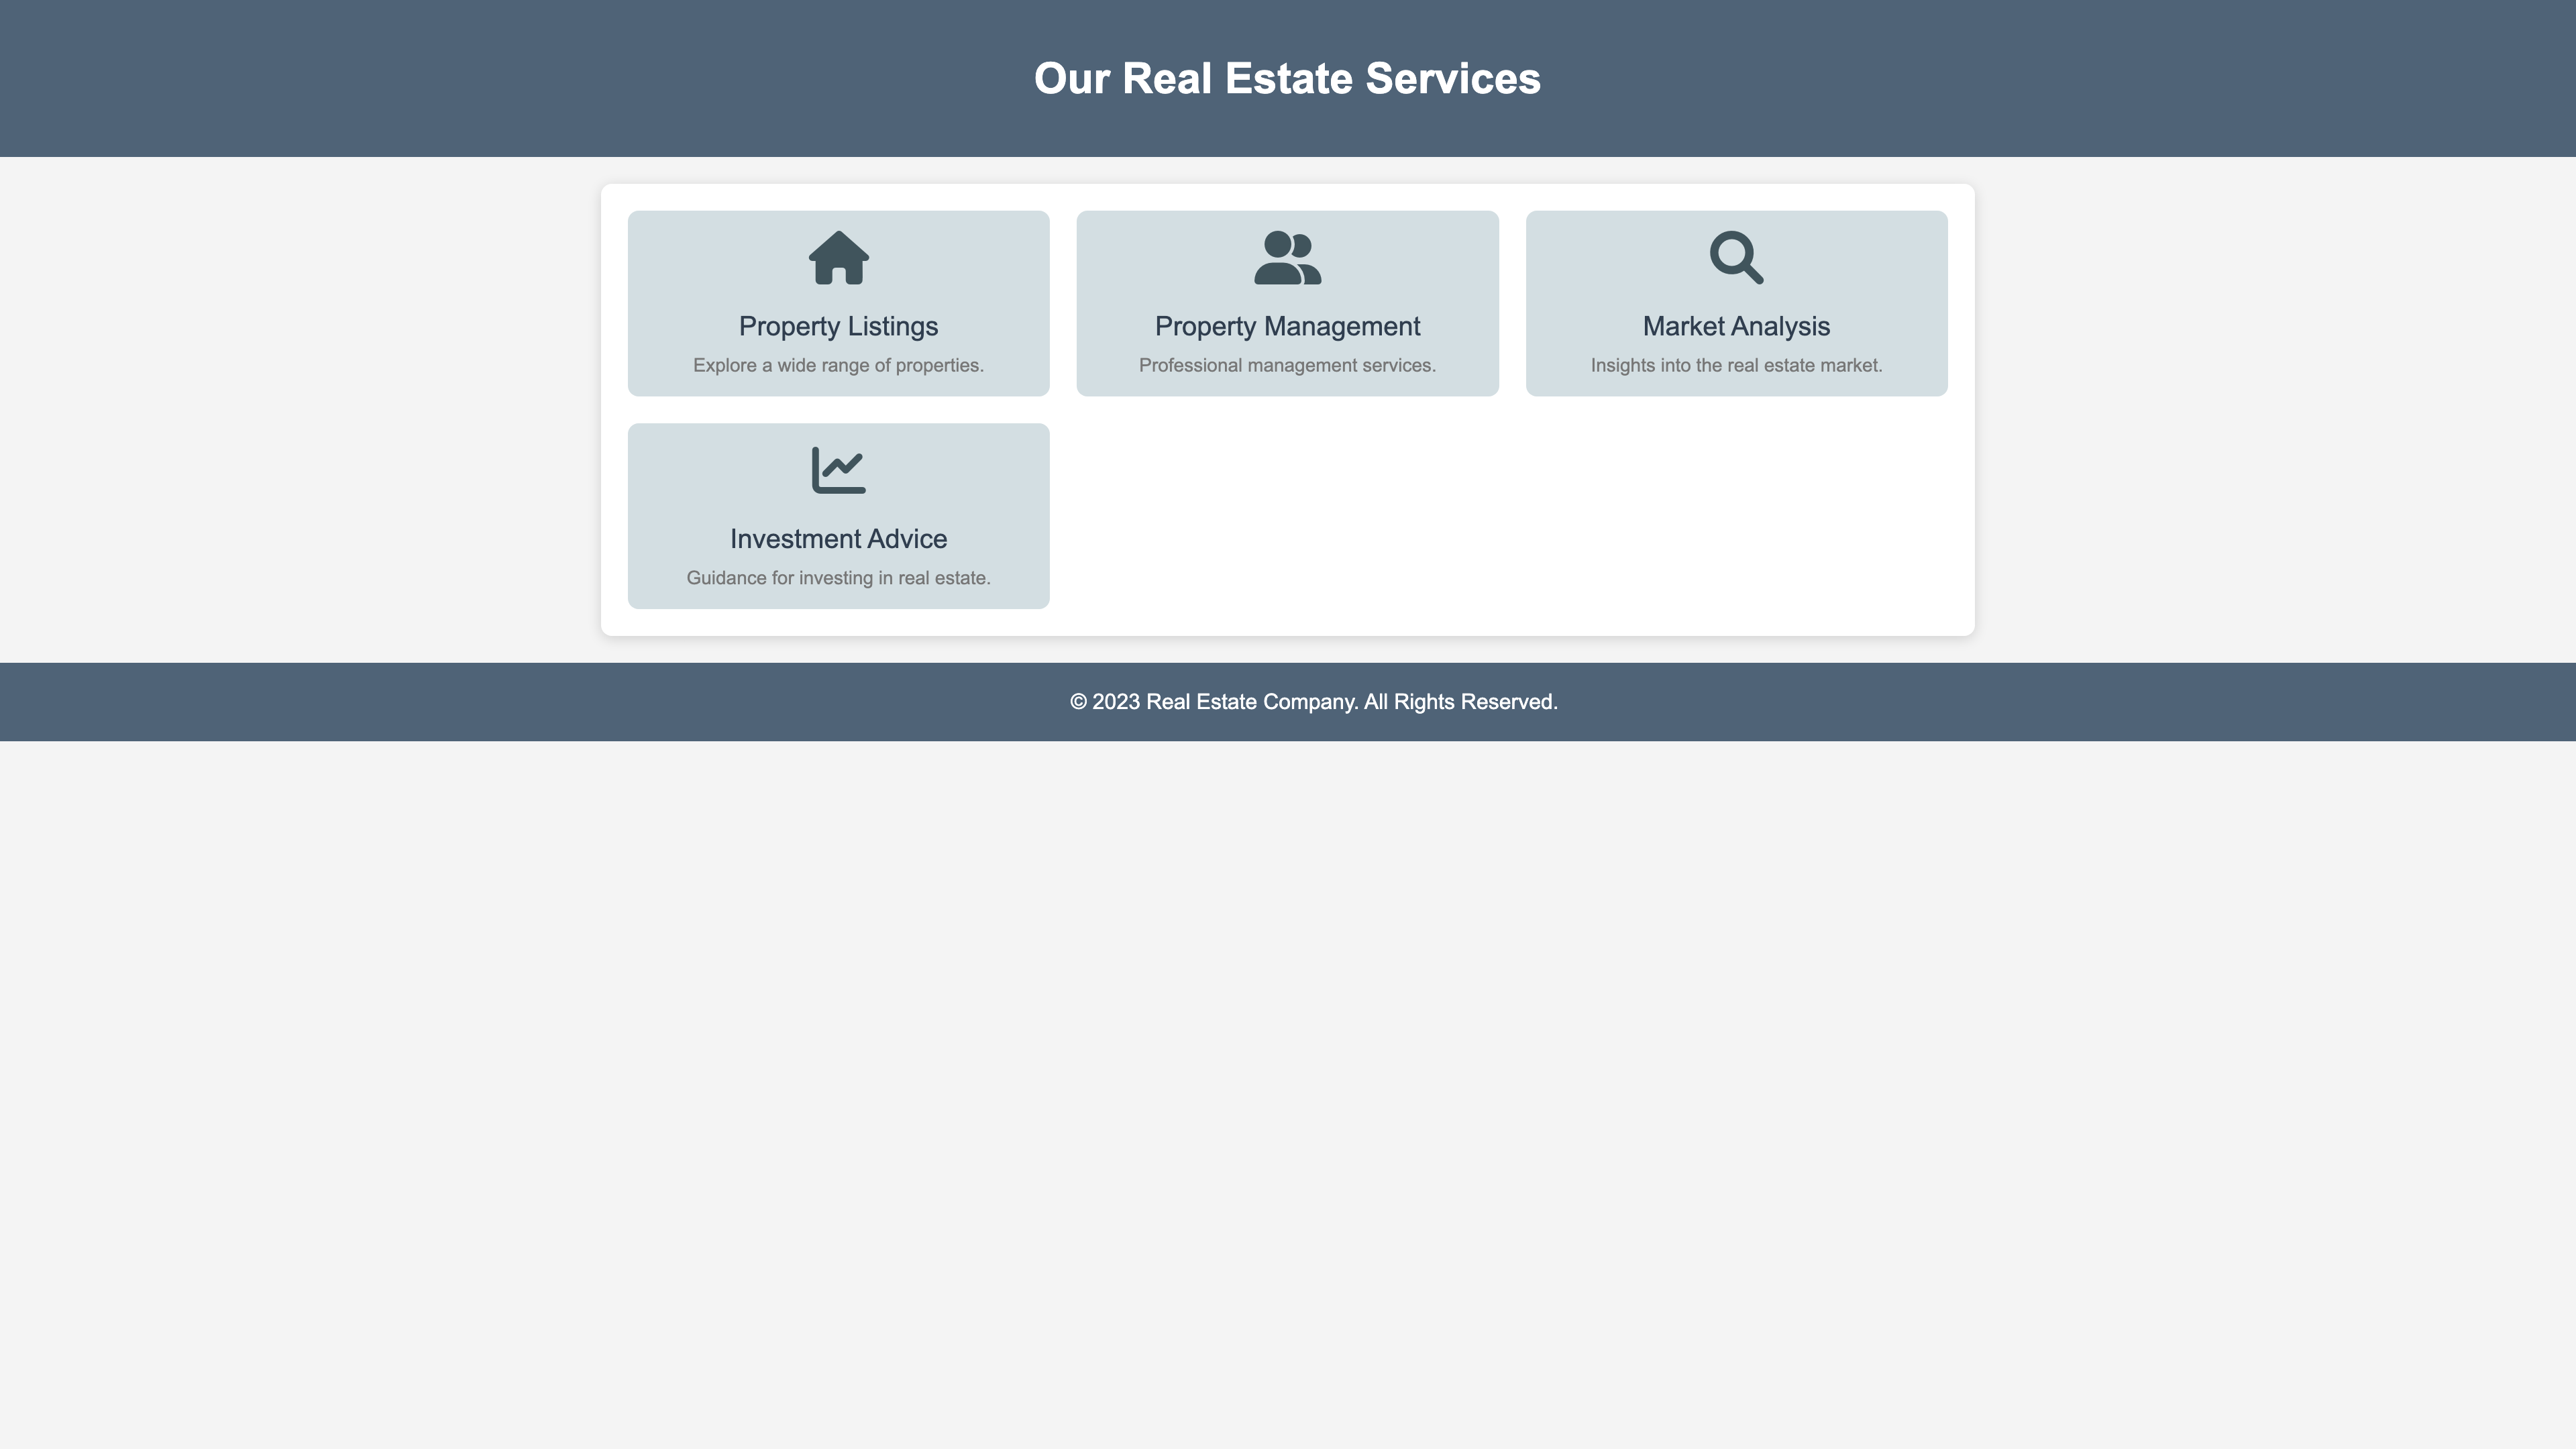 Our Real Estate Services
Property Listings
Explore a wide range of properties.
Property Management
Professional management services.
Market Analysis
Insights into the real estate market.
Investment Advice
Guidance for investing in real estate.
© 2023 Real Estate Company. All Rights Reserved.